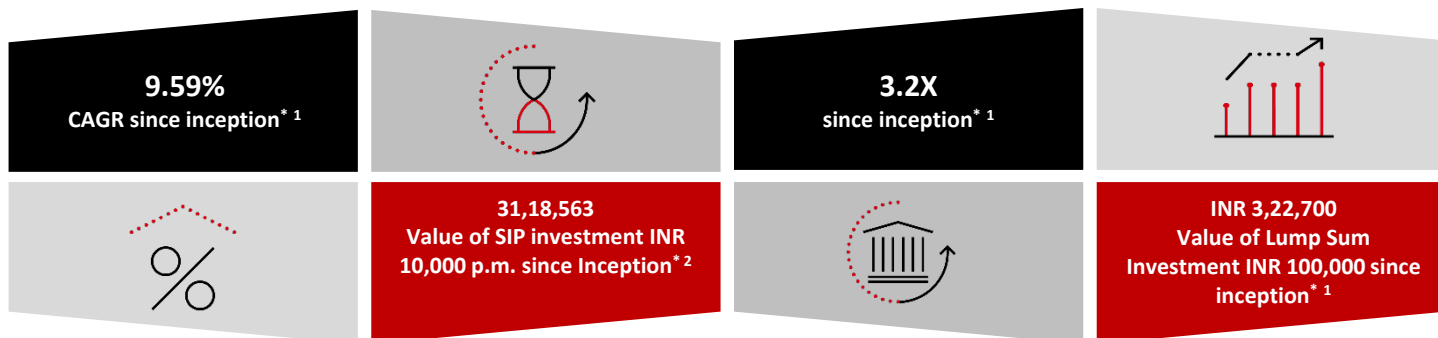 9.59%
CAGR since inception* 1
3.2X
since inception* 1
31,18,563
Value of SIP investment INR
10,000 p.m. since Inception* 2
INR 3,22,700
Value of Lump Sum
Investment INR 100,000 since
inception* 1